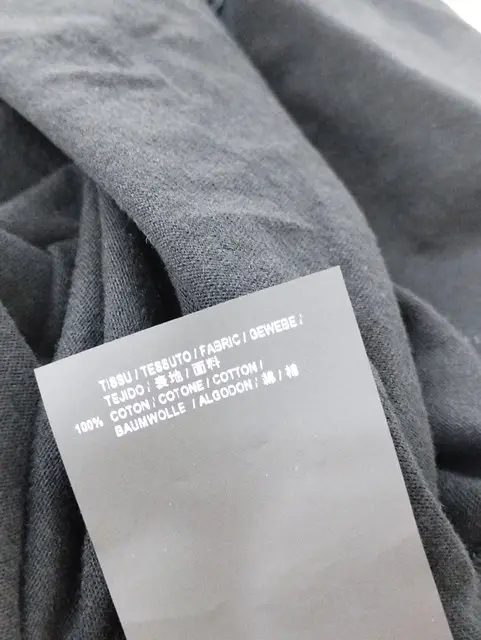 TISSU / TESSUTO / FABRIC / GEWEBE /
TEJIDO / 表地 / 面料
100% COTON / COTONE / COTTON /
BAUMWOLLE / ALGODON / 綿 / 棉